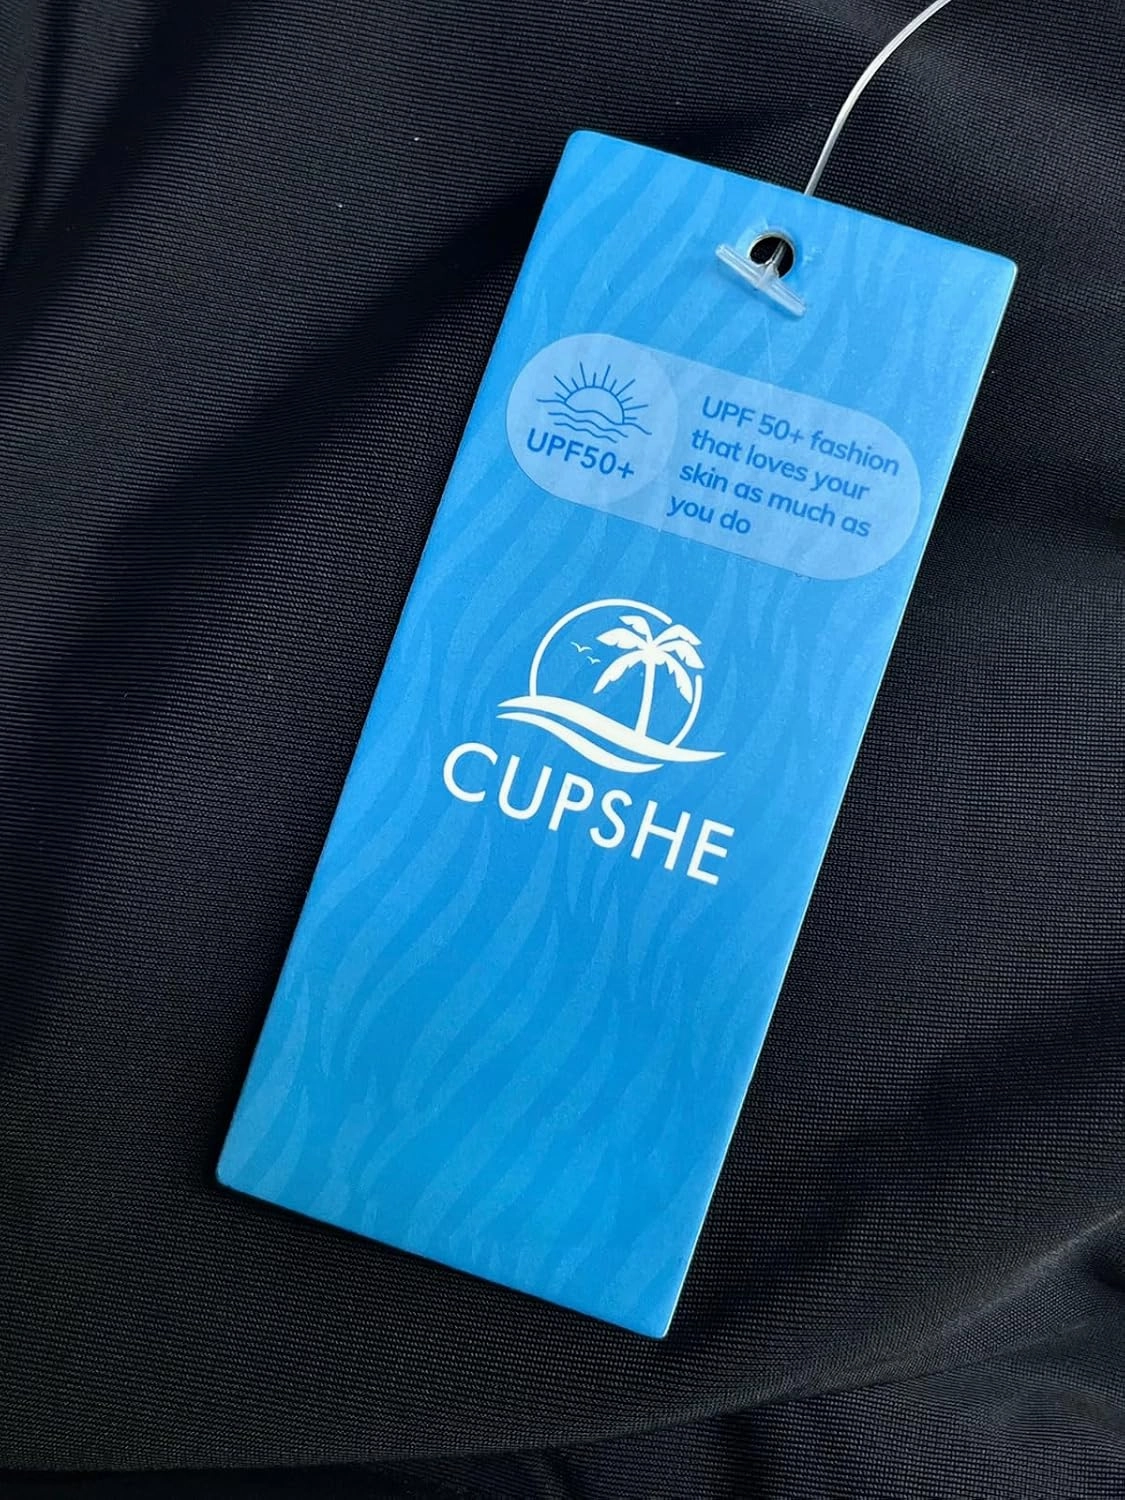 UPF50+
UPF 50+ fashion
that loves your
skin as much as
you do
CUPSHE